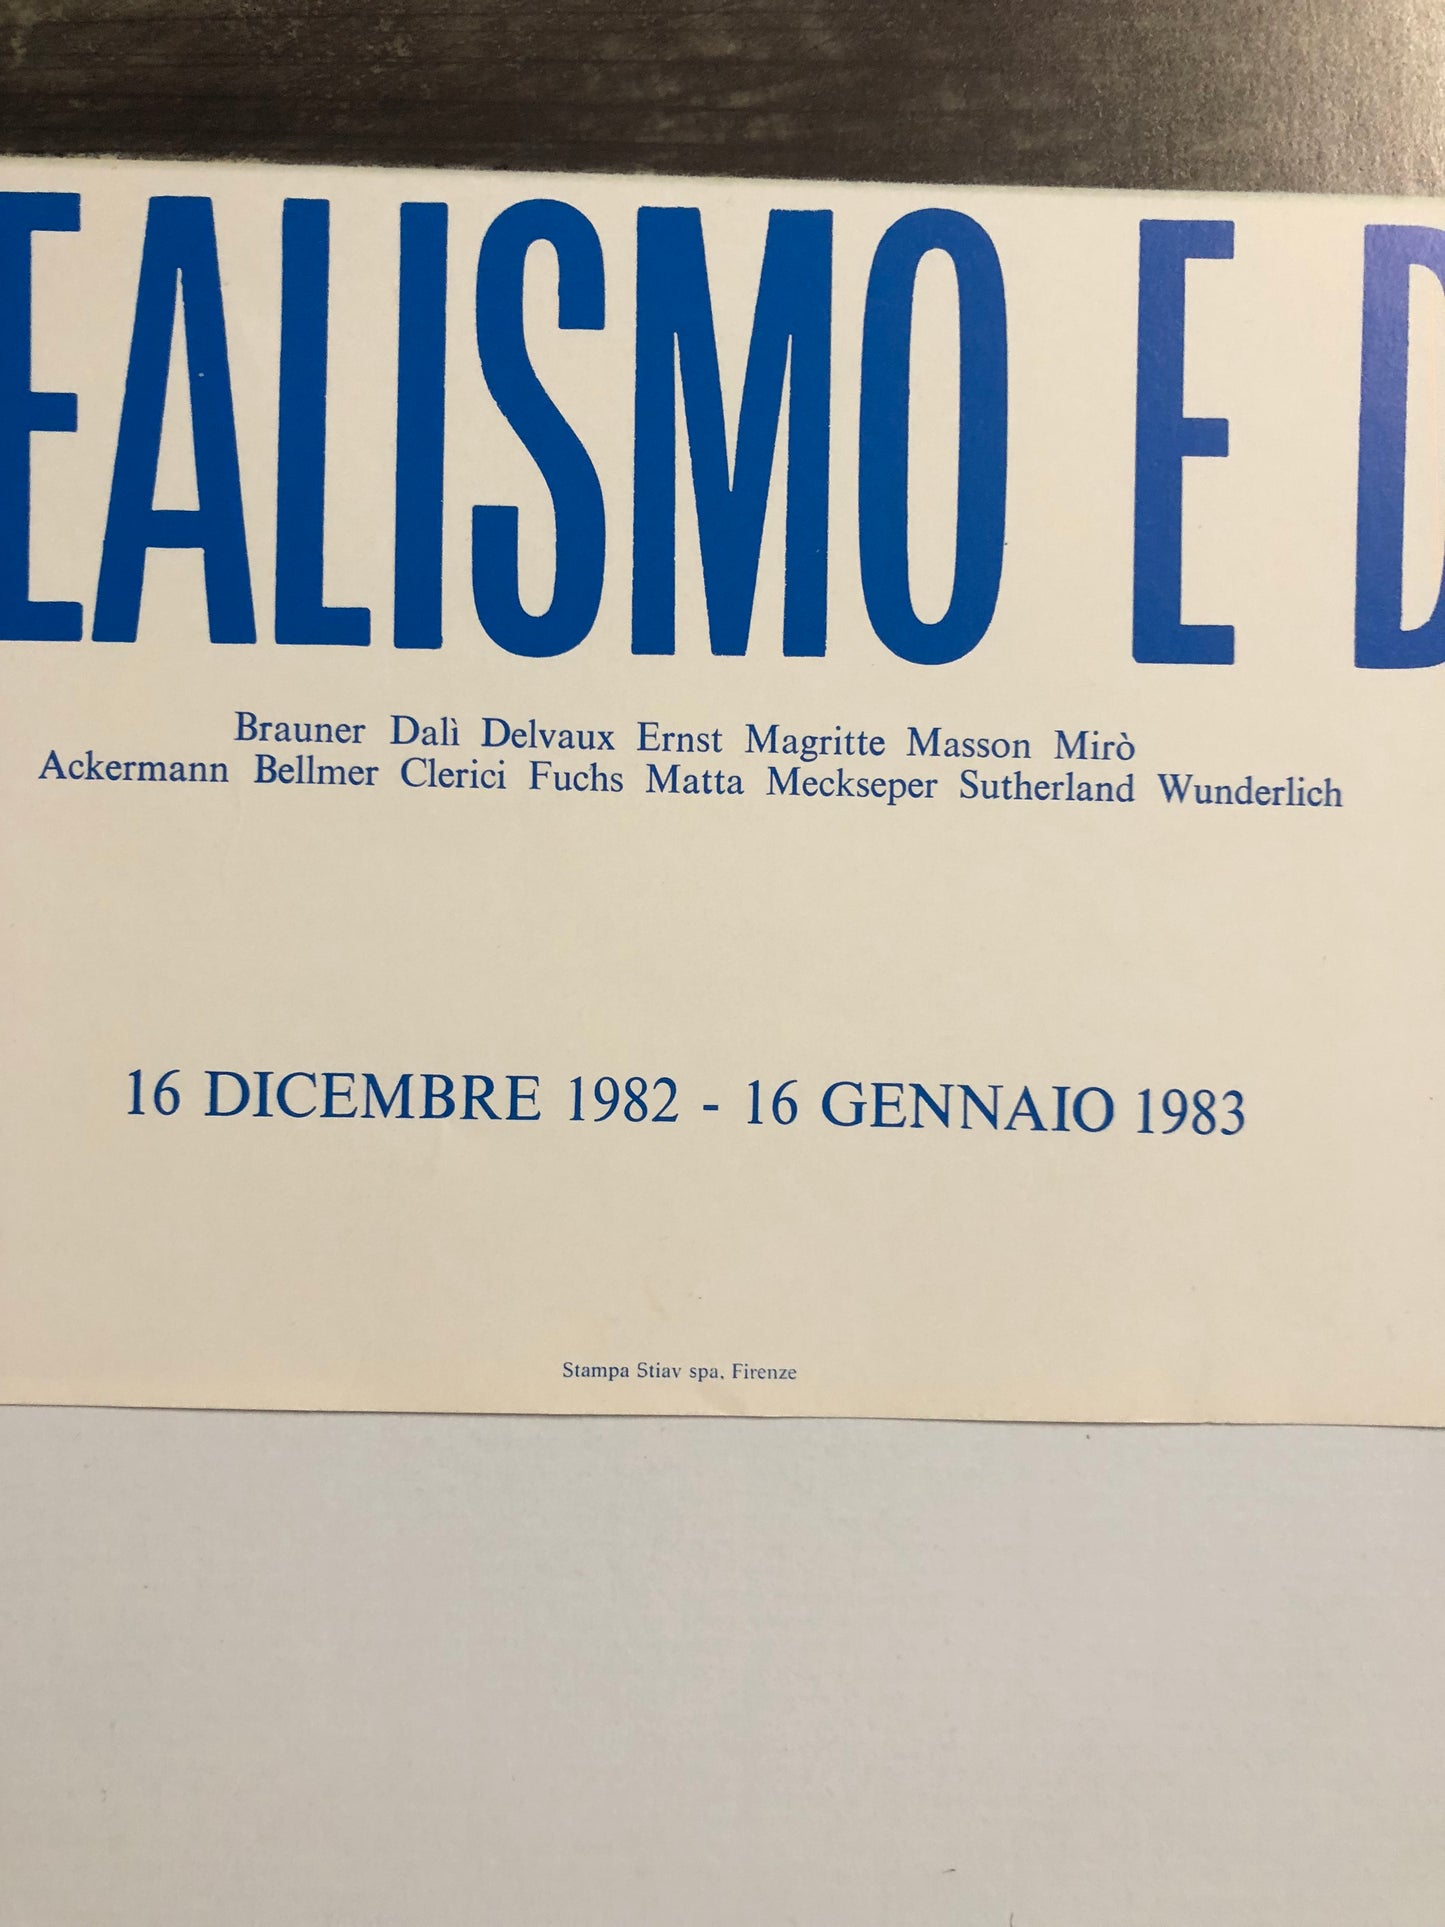 EALISMO E D
Brauner Dalì Delvaux Ernst Magritte Masson Mirò
Ackermann Bellmer Clerici Fuchs Matta Meckseper Sutherland Wunderlich
16 DICEMBRE 1982 - 16 GENNAIO 1983
Stampa Stiav spa, Firenze